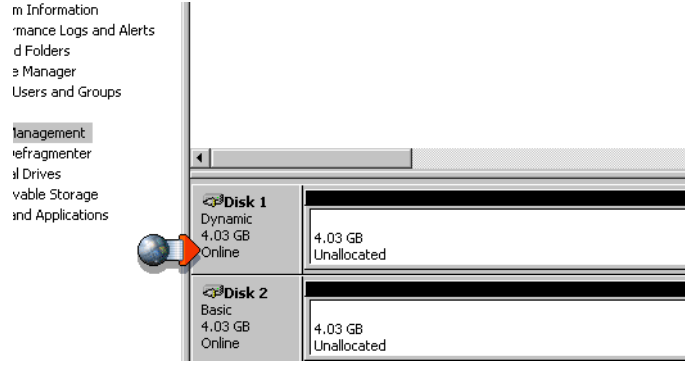 m Information
rmance Logs and Alerts
d Folders
e Manager
Users and Groups
Management
efragmenter
al Drives
vable Storage
and Applications
Disk 1
Dynamic
4.03 GB
Online
4.03 GB
Unallocated
Disk 2
Basic
4.03 GB
Online
4.03 GB
Unallocated